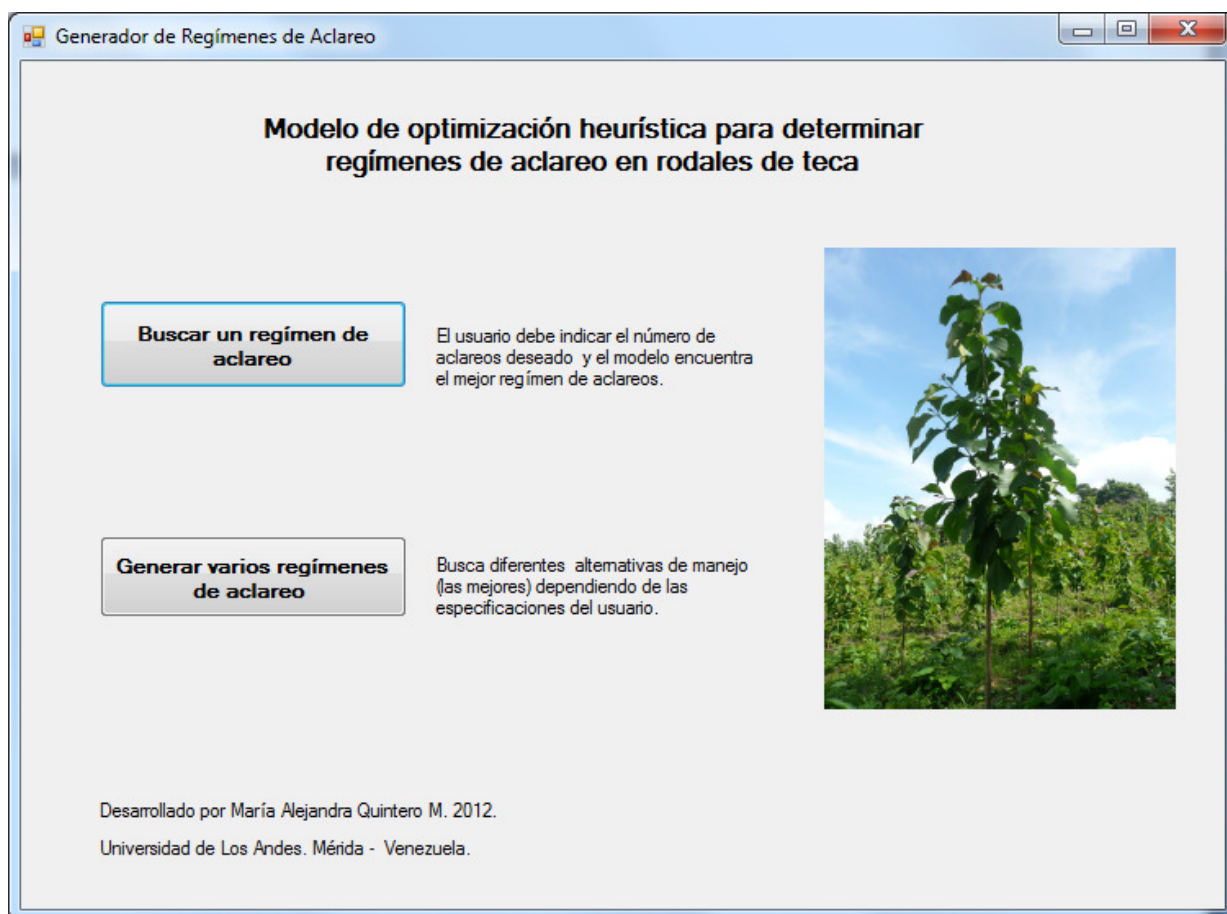 Generador de Regímenes de Aclareo
Modelo de optimización heurística para determinar
regímenes de aclareo en rodales de teca
Buscar un regímen de
aclareo
El usuario debe indicar el número de
aclareos deseado y el modelo encuentra
el mejor regímen de aclareos.
Generar varios regímenes
de aclareo
Busca diferentes alternativas de manejo
(las mejores) dependiendo de las
especificaciones del usuario.
Desarrollado por María Alejandra Quintero M. 2012.
Universidad de Los Andes. Mérida - Venezuela.